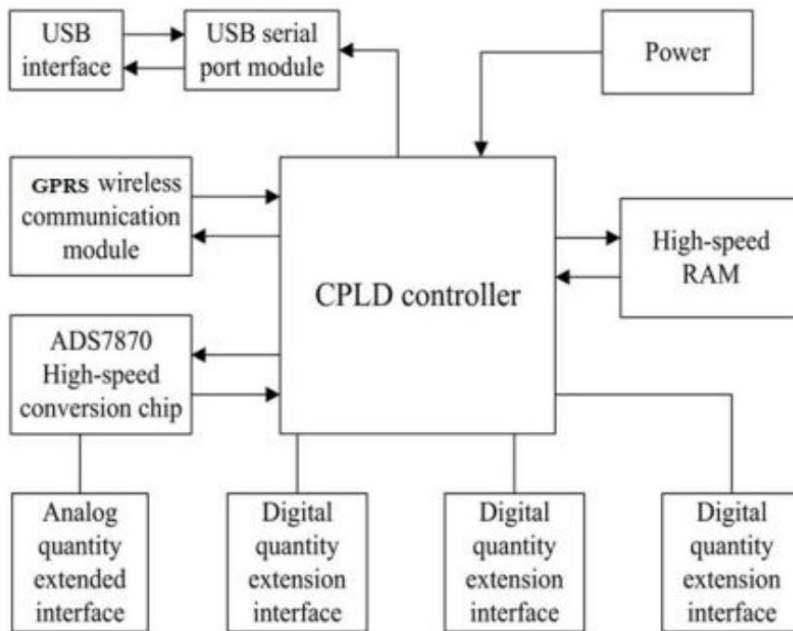 USB
interface
USB serial
port module
Power
GPRS wireless
communication
module
CPLD controller
High-speed
RAM
ADS7870
High-speed
conversion chip
Analog
quantity
extended
interface
Digital
quantity
extension
interface
Digital
quantity
extension
interface
Digital
quantity
extension
interface